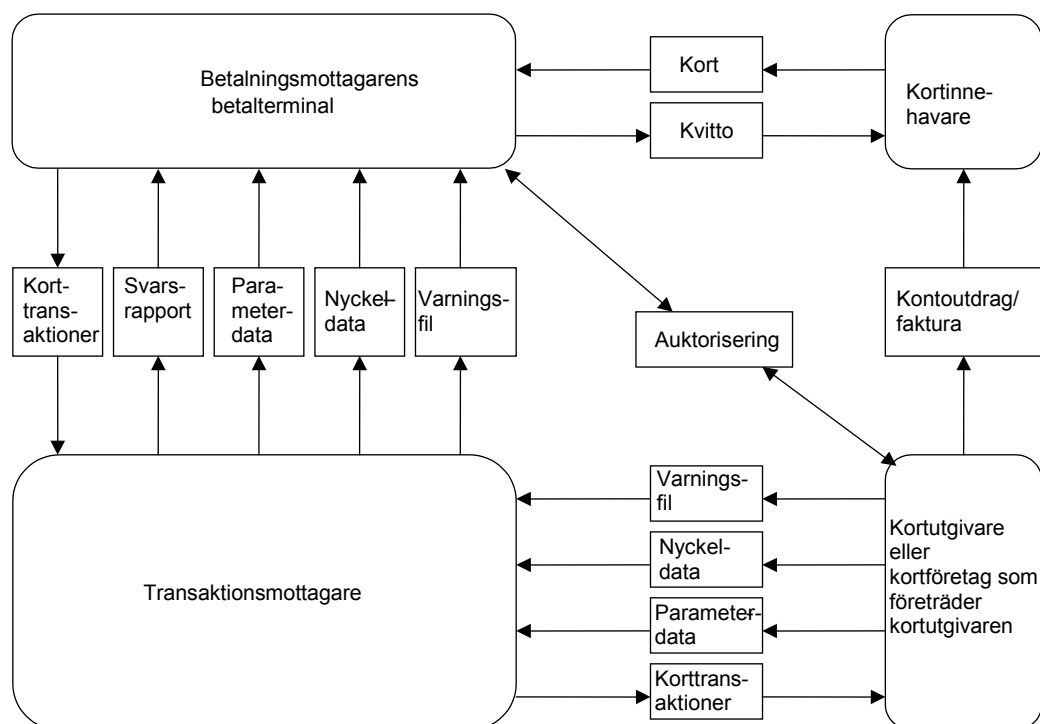 Betalningsmottagarens
betalterminal
Kort
Kvitto
Kortinne-
havare
Kort-
trans-
aktioner
Svars-
rapport
Para-
meter-
data
Nyckel-
data
Varnings-
fil
Auktorisering
Kontoutdrag/
faktura
Transaktionsmottagare
Varnings-
fil
Nyckel-
data
Parameter-
data
Korttrans-
aktioner
Kortutgivare
eller
kortföretag som
företräder
kortutgivaren